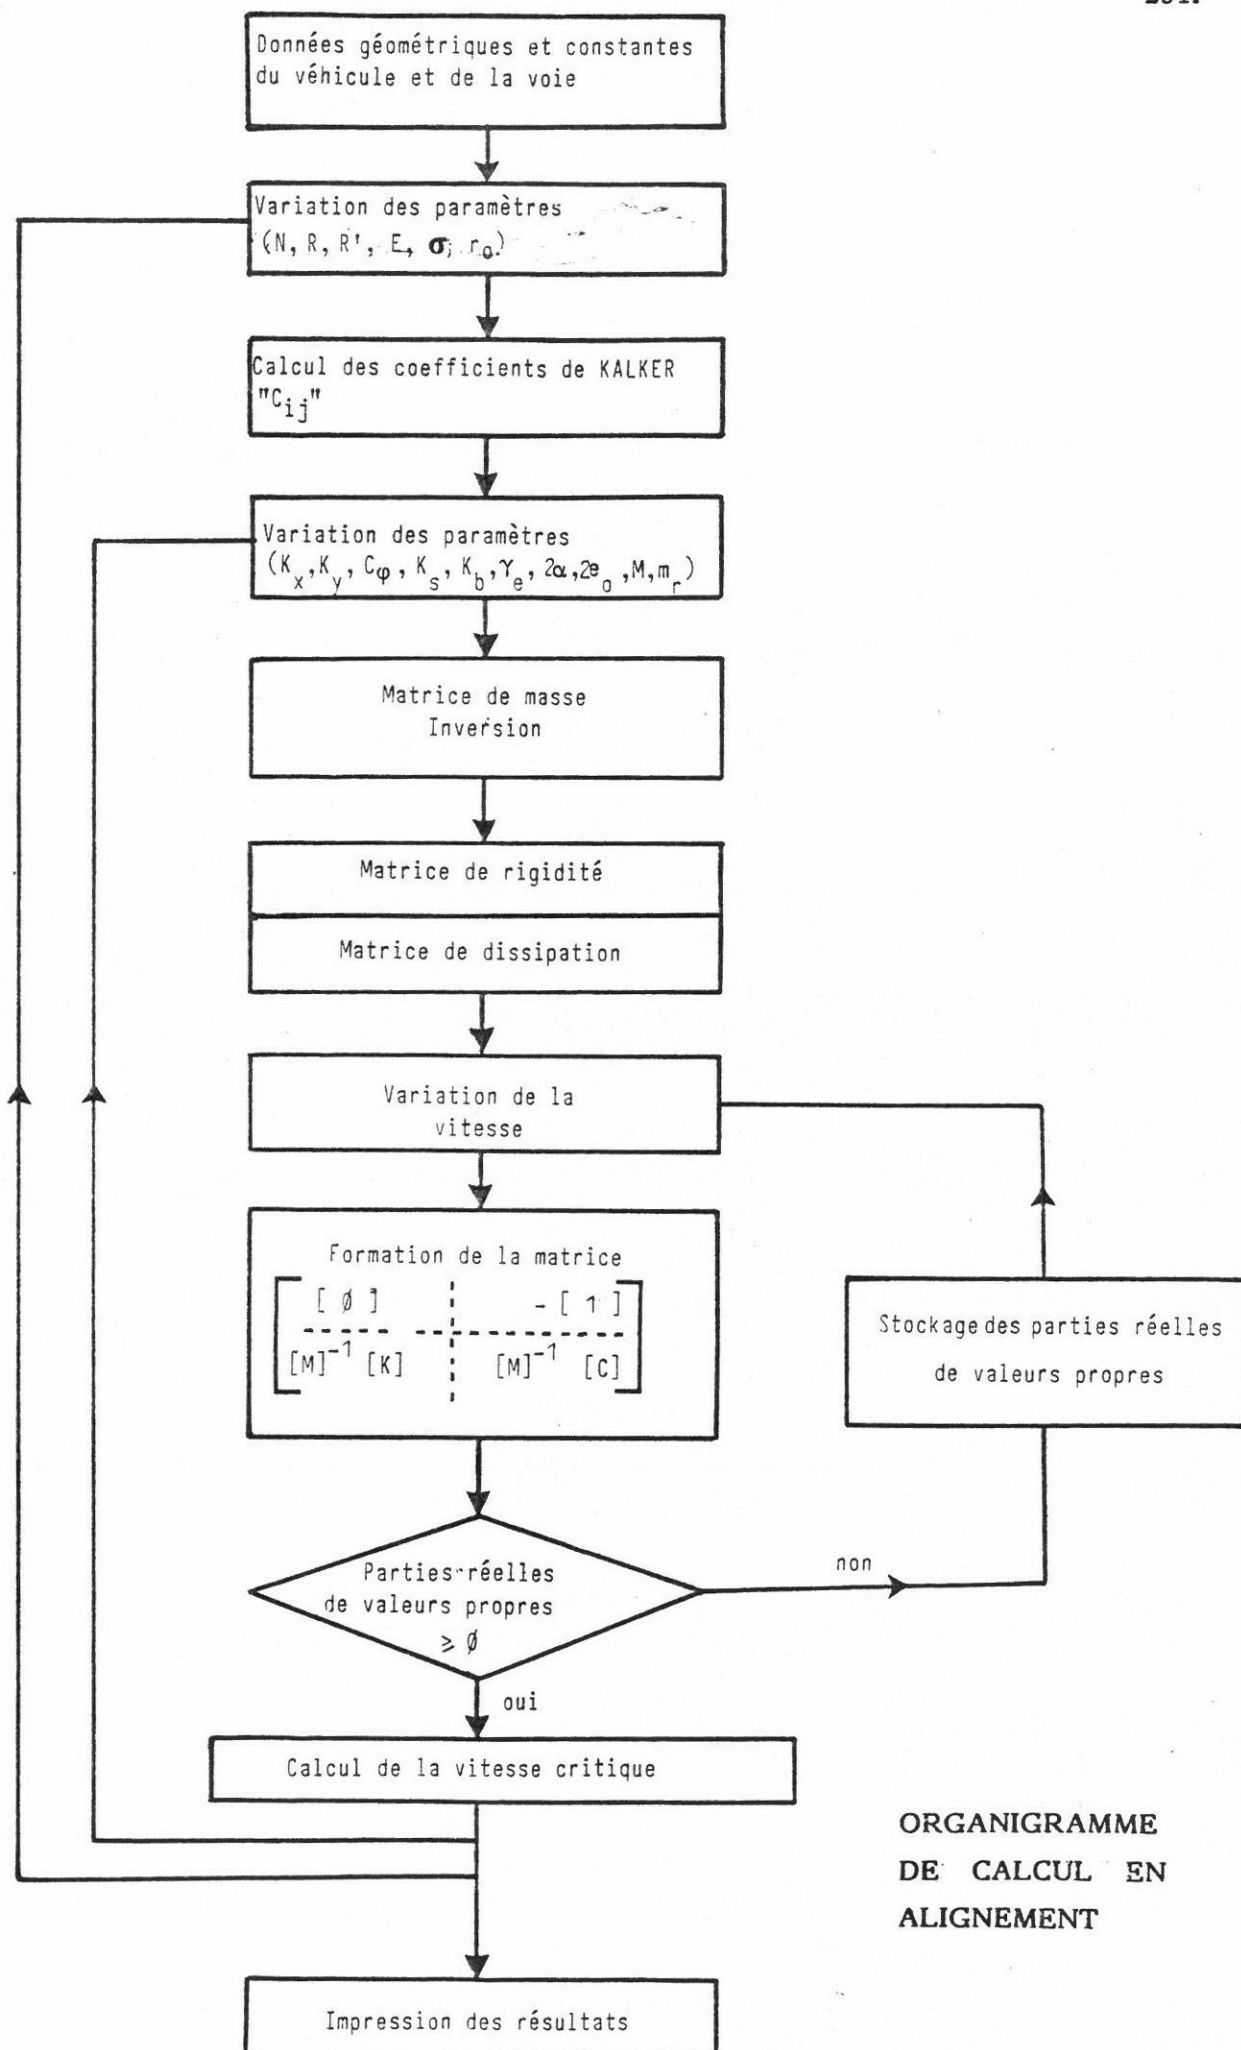 Données géométriques et constantes
du véhicule et de la voie
Variation des paramètres
(N, R, R', E, σ, r₀)
Calcul des coefficients de KALKER
"Cᵢⱼ"
Variation des paramètres
(Kₓ, K_y, Cφ, K_s, K_b, γₑ, 2α, 2e₀, M, m_r)
Matrice de masse
Inversion
Matrice de rigidité
Matrice de dissipation
Variation de la
vitesse
Formation de la matrice
[ ∅ ] - [ 1 ]
[M]⁻¹ [K] [M]⁻¹ [C]
Stockage des parties réelles
de valeurs propres
Parties réelles
de valeurs propres
≥ ∅
non
oui
Calcul de la vitesse critique
ORGANIGRAMME
DE CALCUL EN
ALIGNEMENT
Impression des résultats